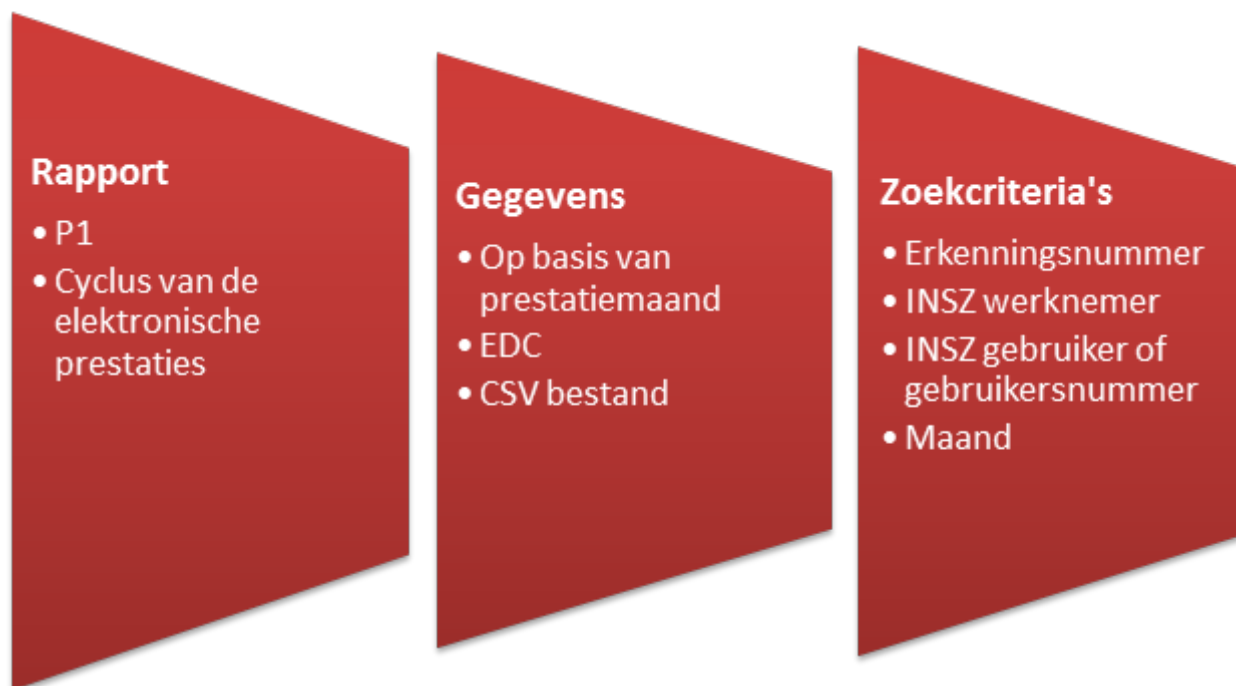 Rapport
• P1
• Cyclus van de
elektronische
prestaties
Gegevens
• Op basis van
prestatiemaand
• EDC
• CSV bestand
Zoekcriteria's
• Erkenningsnummer
• INSZ werknemer
• INSZ gebruiker of
gebruikersnummer
• Maand